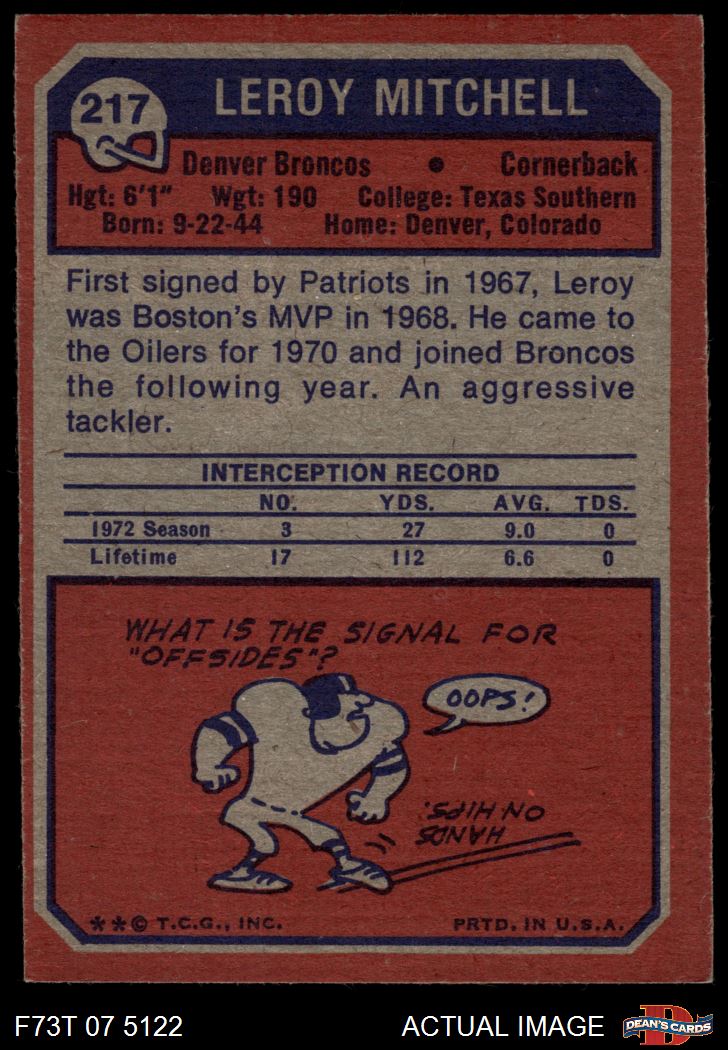 217
LEROY MITCHELL
Denver Broncos • Cornerback
Hgt: 6'1" Wgt: 190 College: Texas Southern
Born: 9-22-44 Home: Denver, Colorado
First signed by Patriots in 1967, Leroy
was Boston's MVP in 1968. He came to
the Oilers for 1970 and joined Broncos
the following year. An aggressive
tackler.
INTERCEPTION RECORD
NO. YDS. AVG. TDS.
1972 Season 3 27 9.0 0
Lifetime 17 112 6.6 0
WHAT IS THE SIGNAL FOR
"OFFSIDES"?
OOPS!
HANDS
ON HIPS.
**© T.C.G., INC. PRTD. IN U.S.A.
F73T 07 5122 ACTUAL IMAGE
D
DEAN'S CARDS